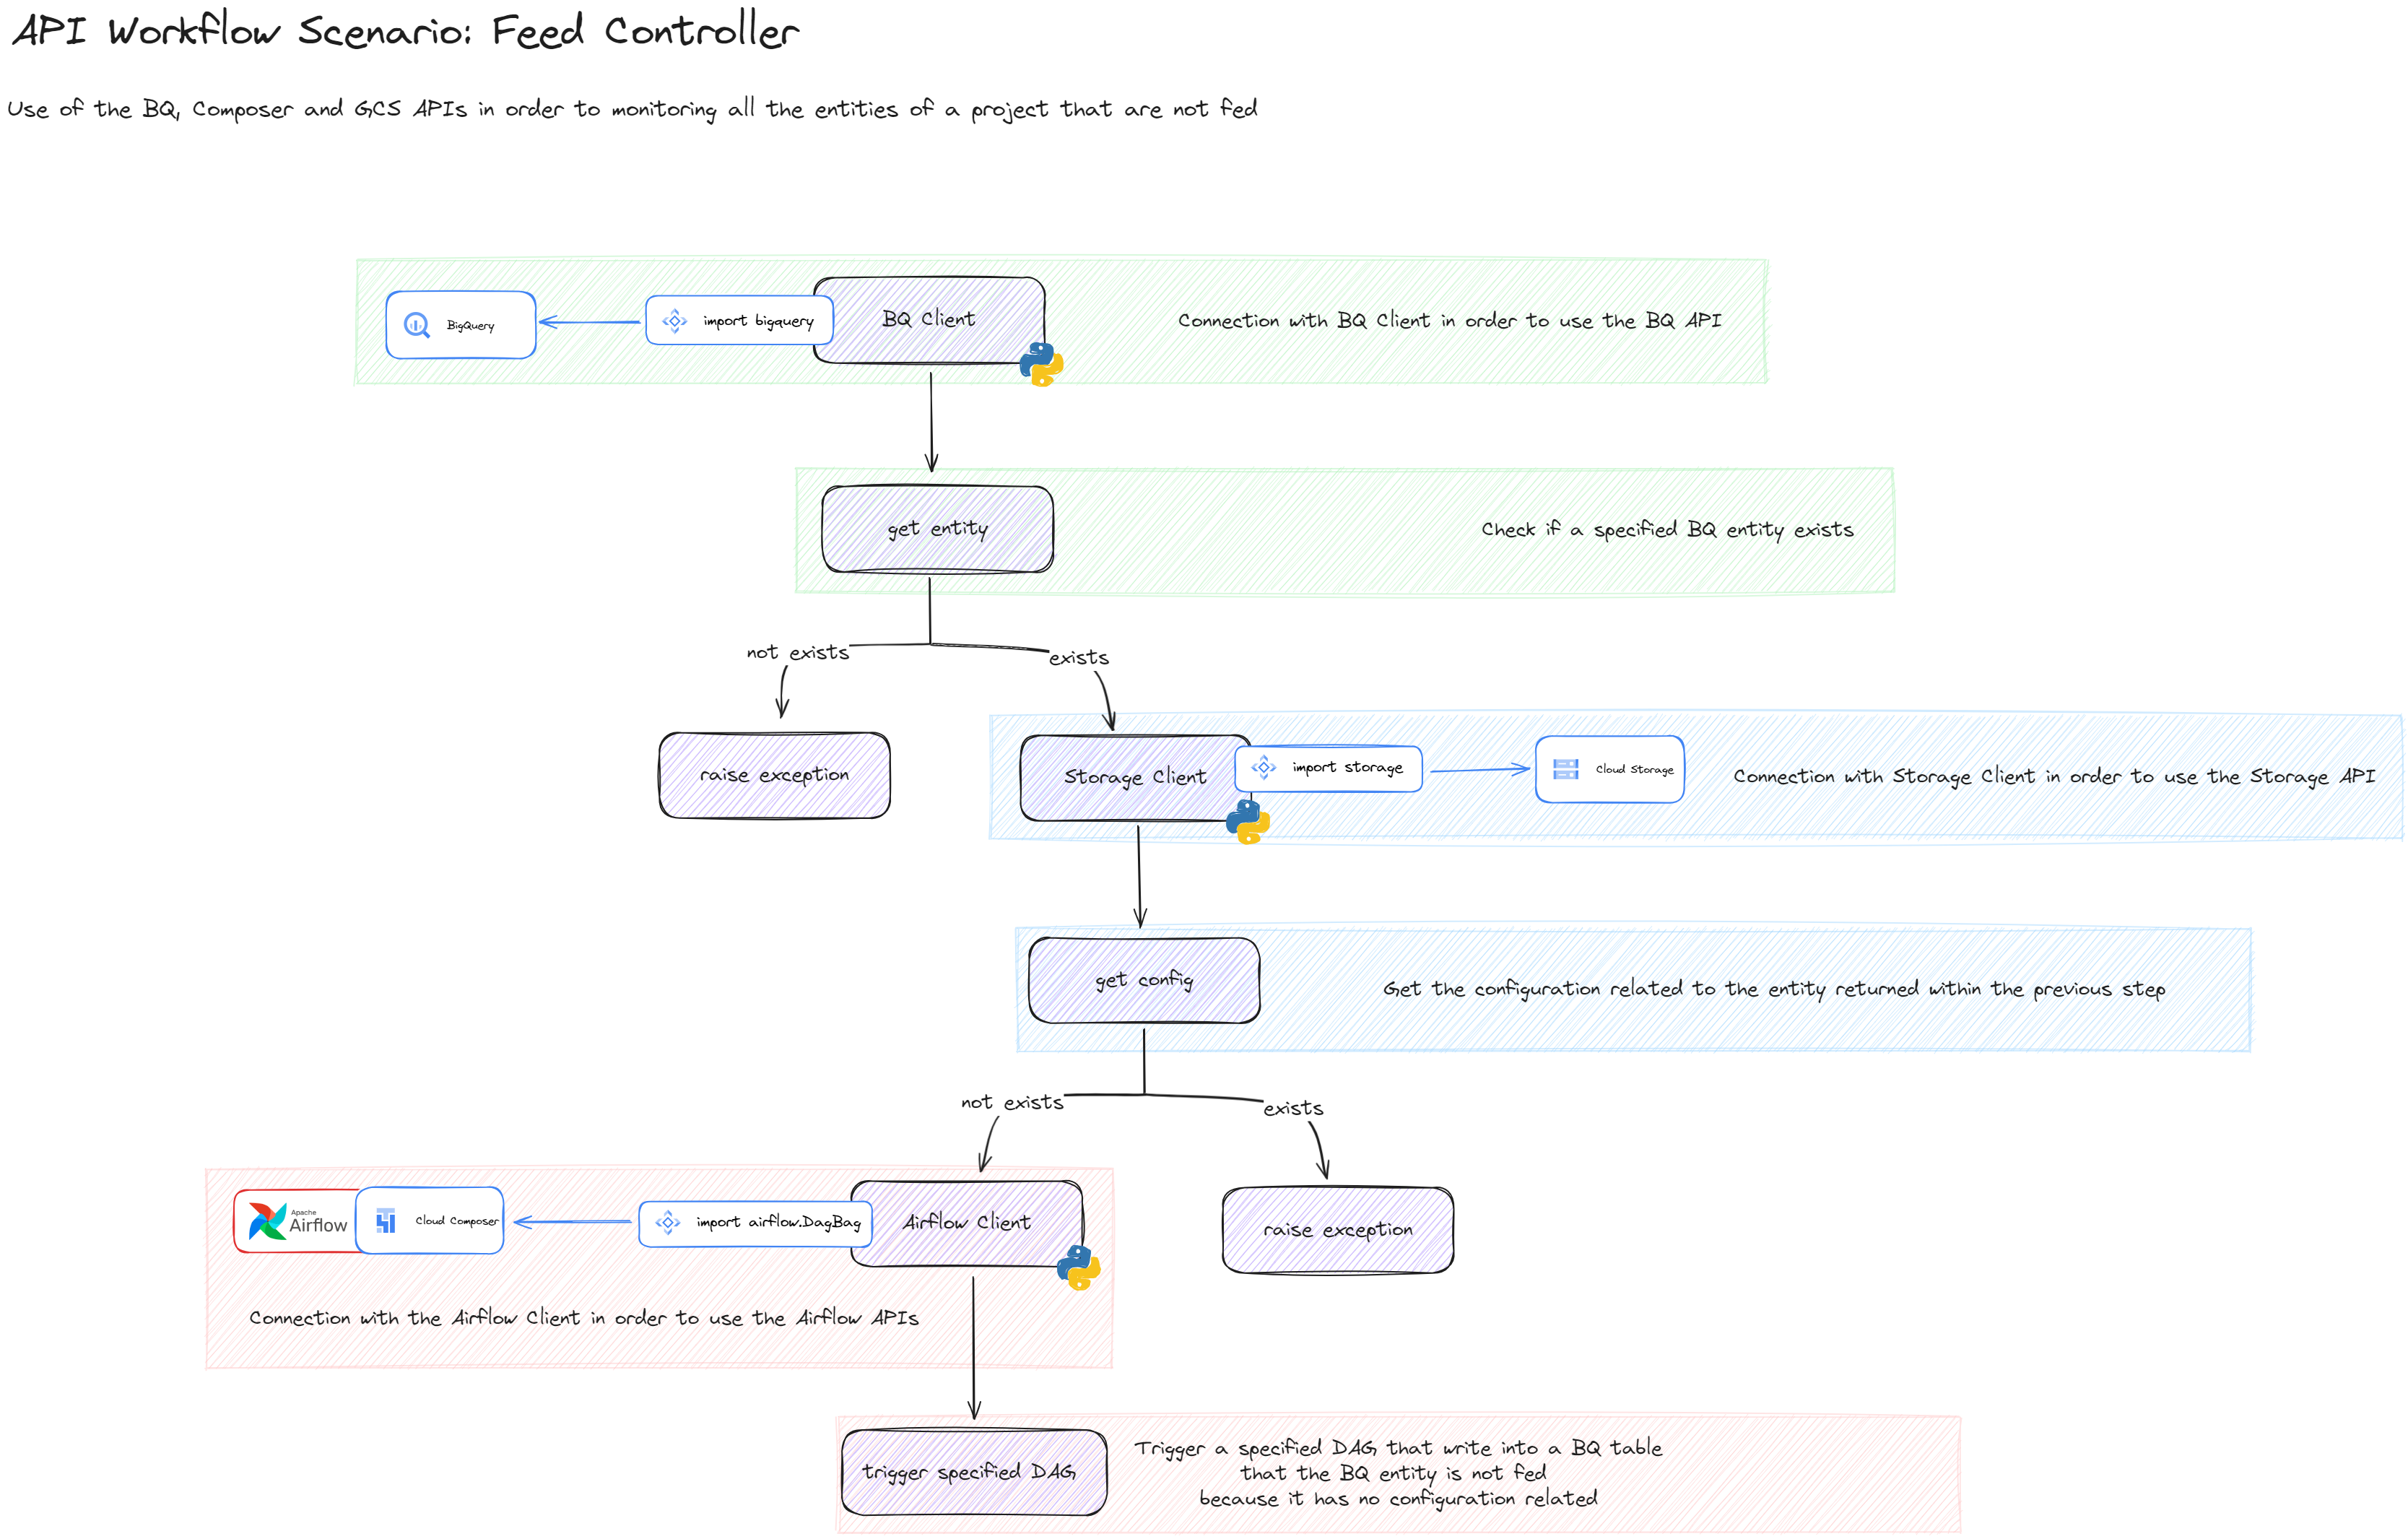 API Workflow Scenario: Feed Controller
Use of the BQ, Composer and GCS APIs in order to monitoring all the entities of a project that are not fed
BigQuery
import bigquery
BQ Client
Connection with BQ Client in order to use the BQ API
get entity
Check if a specified BQ entity exists
not exists
exists
raise exception
Storage Client
import storage
Cloud Storage
Connection with Storage Client in order to use the Storage API
get config
Get the configuration related to the entity returned within the previous step
not exists
exists
Apache
Airflow
Cloud Composer
import airflow.DagBag
Airflow Client
raise exception
Connection with the Airflow Client in order to use the Airflow APIs
trigger specified DAG
Trigger a specified DAG that write into a BQ table
that the BQ entity is not fed
because it has no configuration related